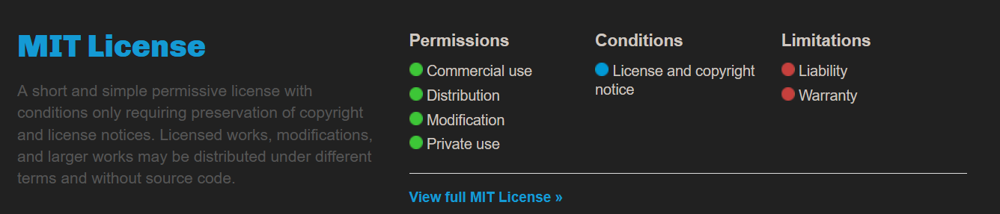 MIT License
A short and simple permissive license with
conditions only requiring preservation of copyright
and license notices. Licensed works, modifications,
and larger works may be distributed under different
terms and without source code.
Permissions
Commercial use
Distribution
Modification
Private use
Conditions
License and copyright
notice
Limitations
Liability
Warranty
View full MIT License »